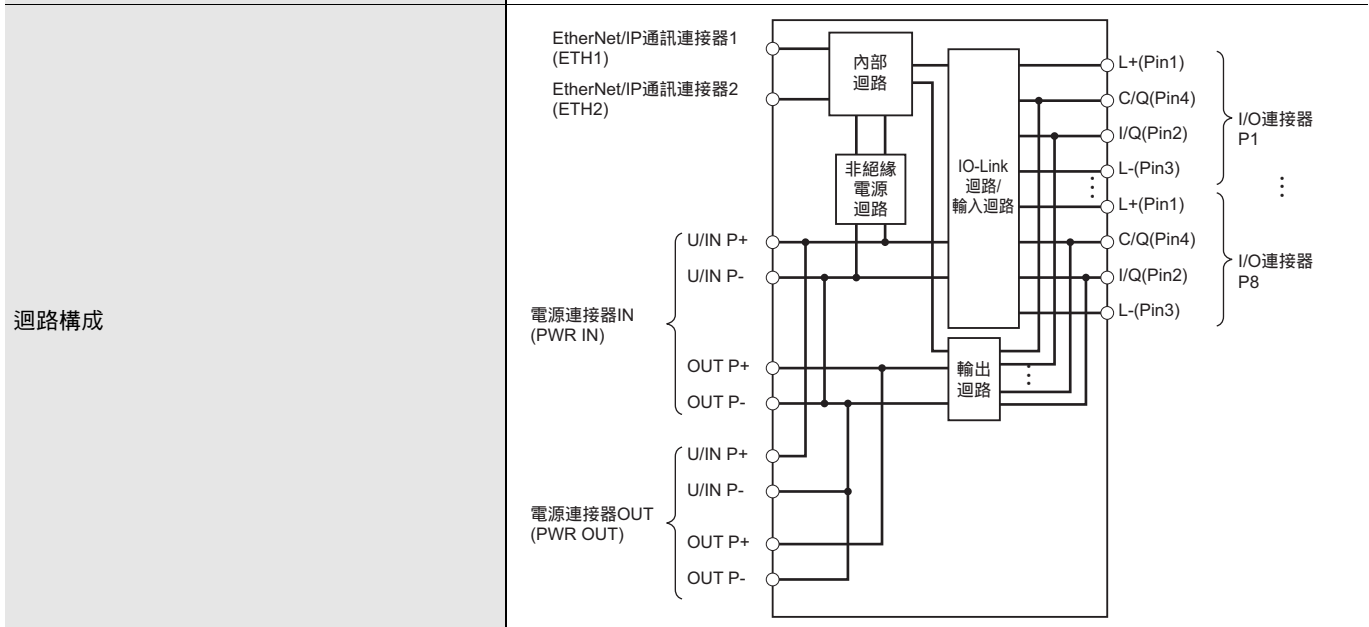 迴路構成
EtherNet/IP通訊連接器1
(ETH1)
EtherNet/IP通訊連接器2
(ETH2)
內部
迴路
非絕緣
電源
迴路
IO-Link
迴路/
輸入迴路
輸出
迴路
L+(Pin1)
C/Q(Pin4)
I/Q(Pin2)
L-(Pin3)
I/O連接器
P1
L+(Pin1)
C/Q(Pin4)
I/Q(Pin2)
L-(Pin3)
I/O連接器
P8
電源連接器IN
(PWR IN)
U/IN P+
U/IN P-
OUT P+
OUT P-
電源連接器OUT
(PWR OUT)
U/IN P+
U/IN P-
OUT P+
OUT P-